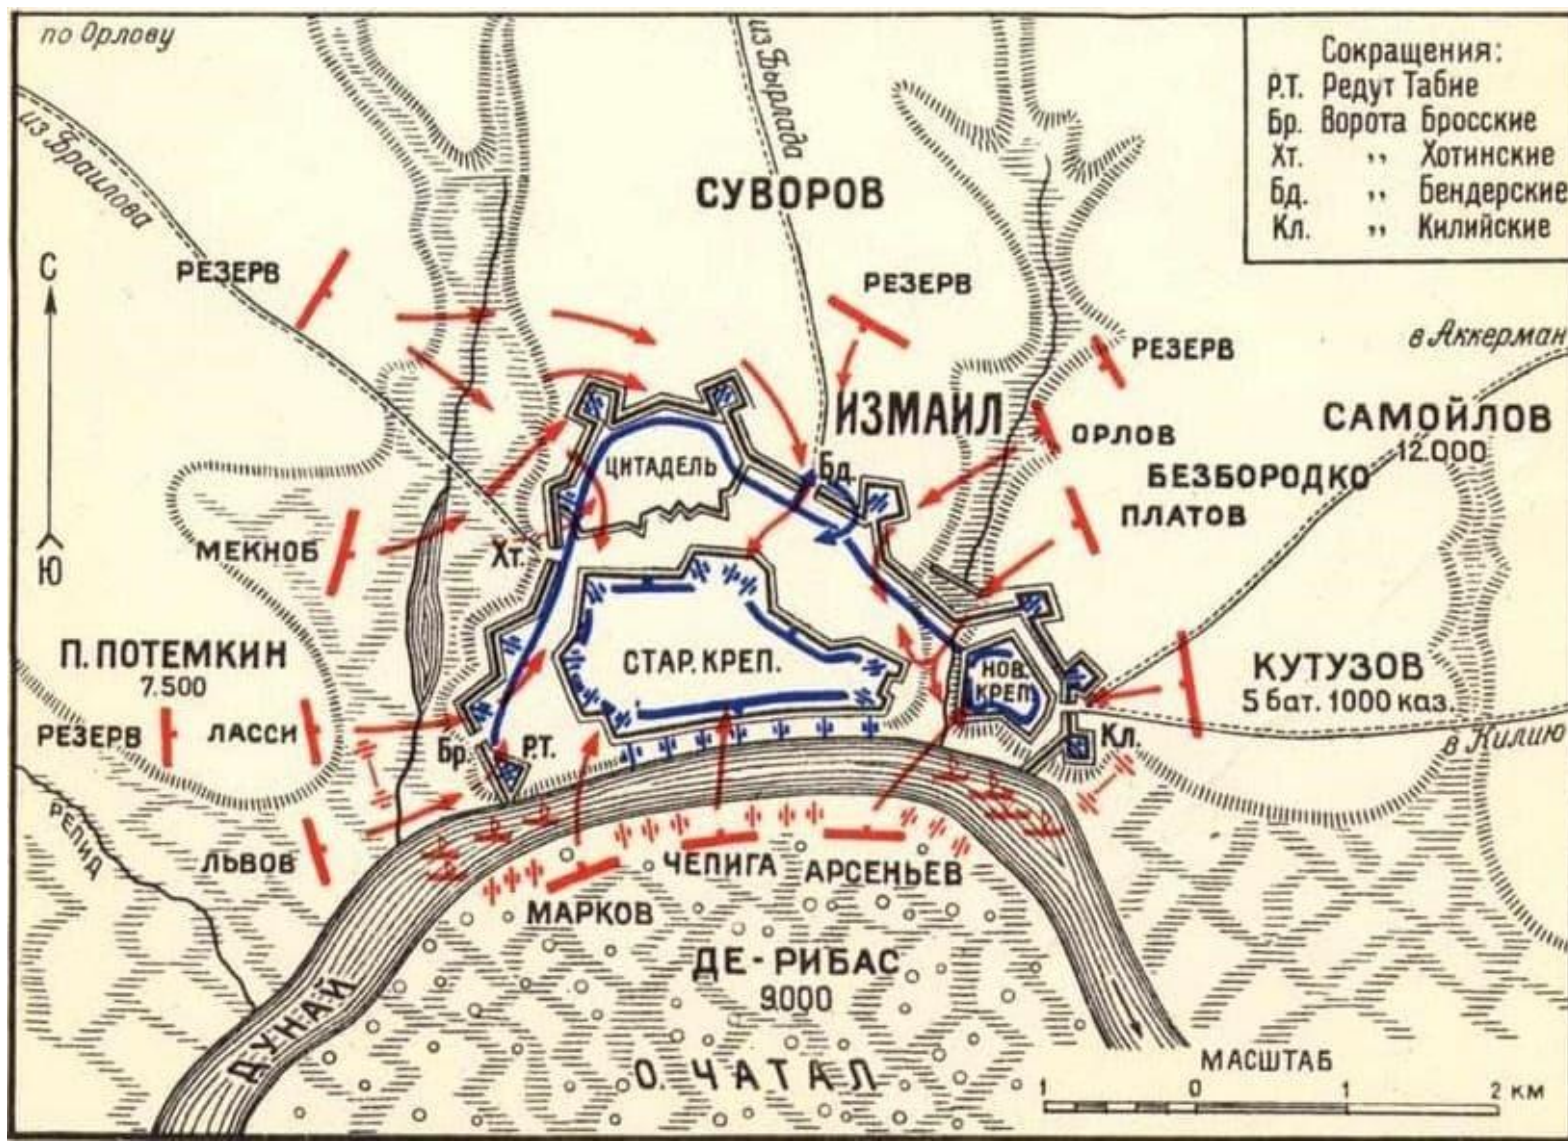 по Орлову
из Бырлада
Сокращения:
Р.Т. Редут Табие
Бр. Ворота Бросские
Хт. ,, Хотинские
Бд. ,, Бендерские
Кл. ,, Килийские
из Браилова
СУВОРОВ
С
Ю
РЕЗЕРВ
РЕЗЕРВ
РЕЗЕРВ
в Аккерман
ИЗМАИЛ
САМОЙЛОВ
12.000
ОРЛОВ
БЕЗБОРОДКО
ПЛАТОВ
ЦИТАДЕЛЬ
Бд.
МЕКНОБ
Хт.
П. ПОТЕМКИН
7.500
СТАР. КРЕП.
НОВ.
КРЕП.
КУТУЗОВ
5 бат. 1000 каз.
РЕЗЕРВ
ЛАССИ
Бр.
Р.Т.
Кл.
в Килию
РЕПИД
ЛЬВОВ
ЧЕПИГА
АРСЕНЬЕВ
МАРКОВ
ДЕ-РИБАС
9.000
ДУНАЙ
О. ЧАТАЛ
МАСШТАБ
1 0 1 2 км